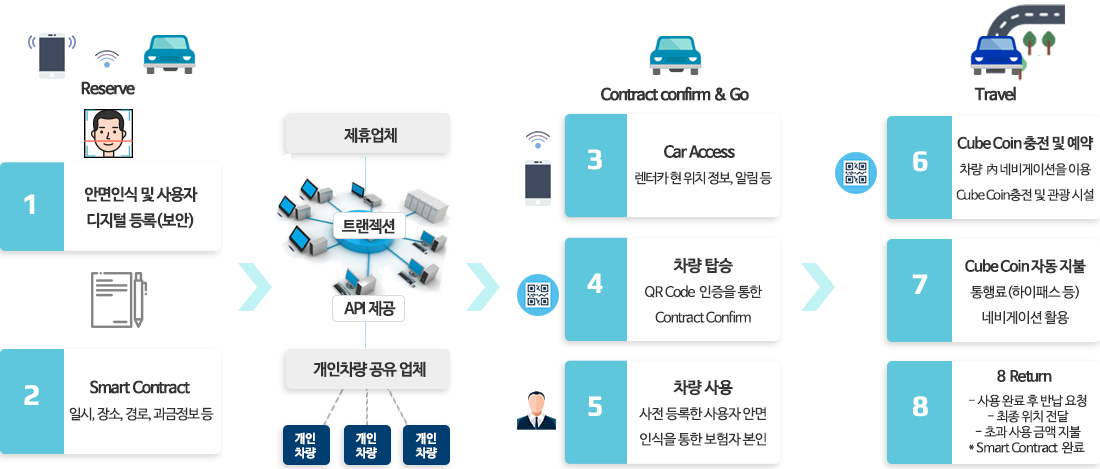 Reserve
1
안면인식 및 사용자
디지털 등록(보안)
2
Smart Contract
일시, 장소, 경로, 과금정보 등
제휴업체
트랜젝션
API 제공
개인차량 공유 업체
개인
차량
개인
차량
개인
차량
Contract confirm & Go
3
Car Access
렌터카 현 위치 정보, 알림 등
4
차량 탑승
QR Code 인증을 통한
Contract Confirm
5
차량 사용
사전 등록한 사용자 안면
인식을 통한 보험자 본인
Travel
6
Cube Coin 충전 및 예약
차량 內 네비게이션을 이용
Cube Coin충전 및 관광 시설
7
Cube Coin 자동 지불
통행료(하이패스 등)
네비게이션 활용
8
8 Return
- 사용 완료 후 반납 요청
- 최종 위치 전달
- 초과 사용 금액 지불
* Smart Contract 완료